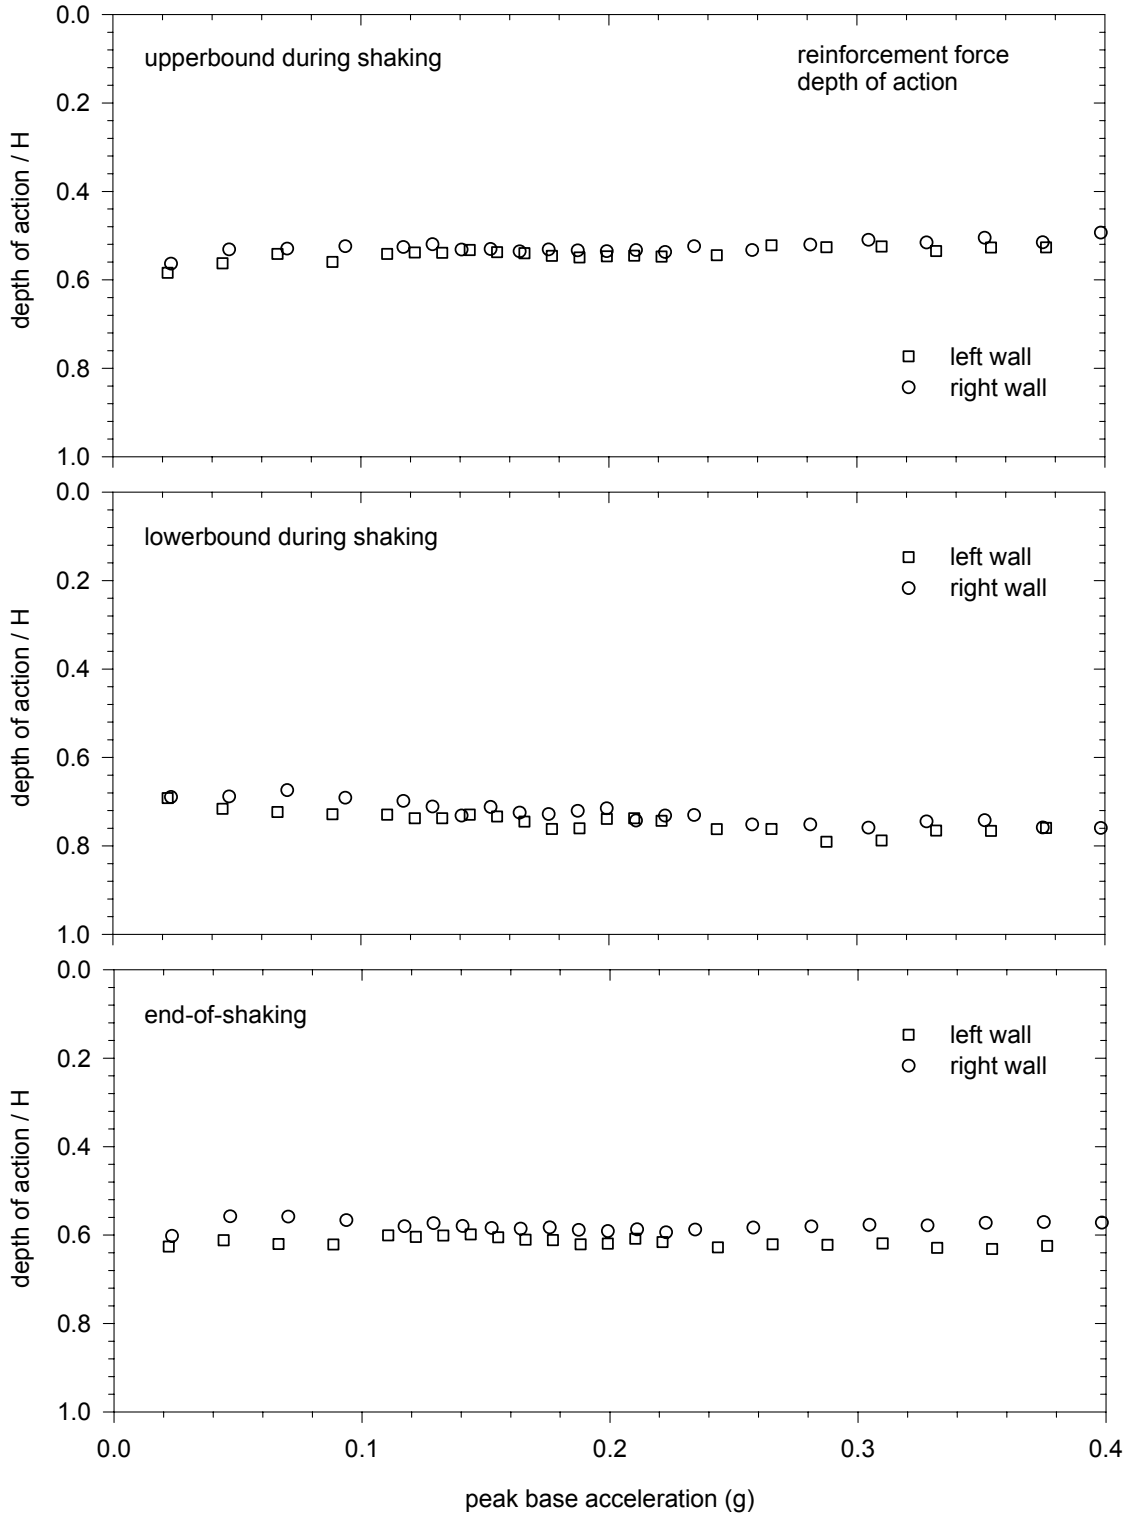 0.0
upperbound during shaking
reinforcement force
depth of action
0.2
0.4
0.6
0.8
1.0
depth of action / H
left wall
right wall
0.0
lowerbound during shaking
left wall
right wall
0.2
0.4
0.6
0.8
1.0
depth of action / H
0.0
end-of-shaking
left wall
right wall
0.2
0.4
0.6
0.8
1.0
depth of action / H
0.0 0.1 0.2 0.3 0.4
peak base acceleration (g)